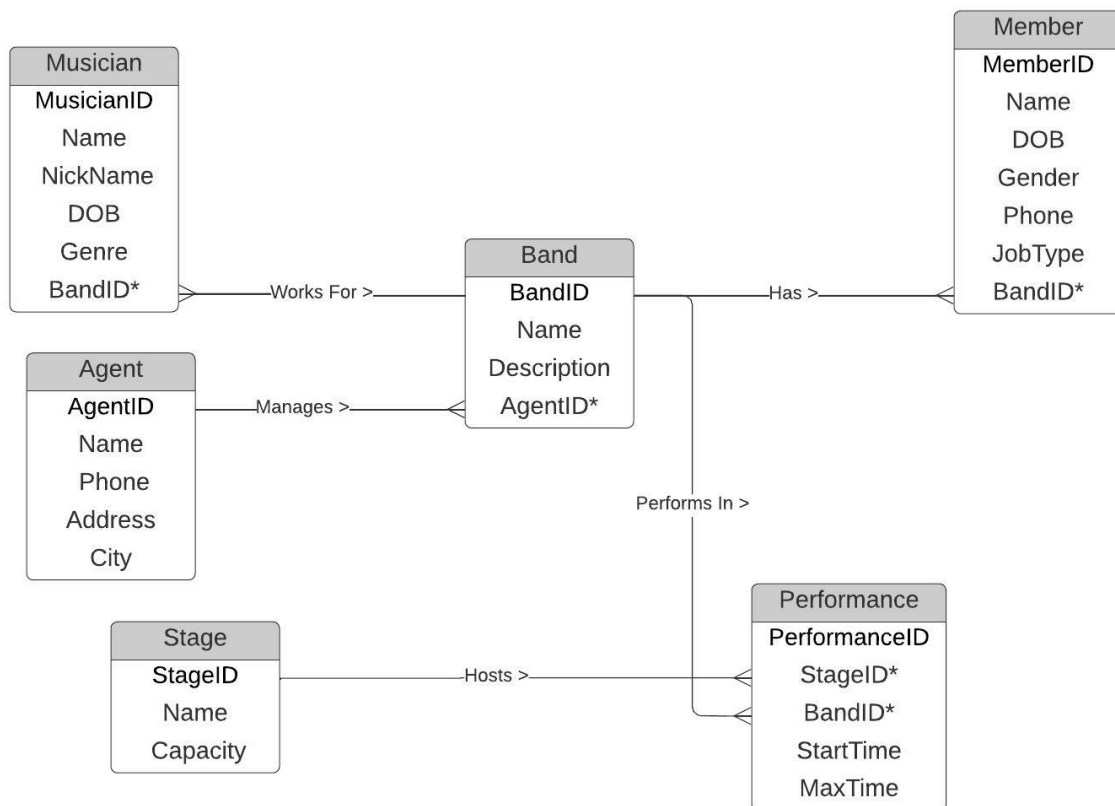 Musician
MusicianID
Name
NickName
DOB
Genre
BandID*
Works For >
Agent
AgentID
Name
Phone
Address
City
Manages >
Band
BandID
Name
Description
AgentID*
Has >
Member
MemberID
Name
DOB
Gender
Phone
JobType
BandID*
Performs In >
Stage
StageID
Name
Capacity
Hosts >
Performance
PerformanceID
StageID*
BandID*
StartTime
MaxTime